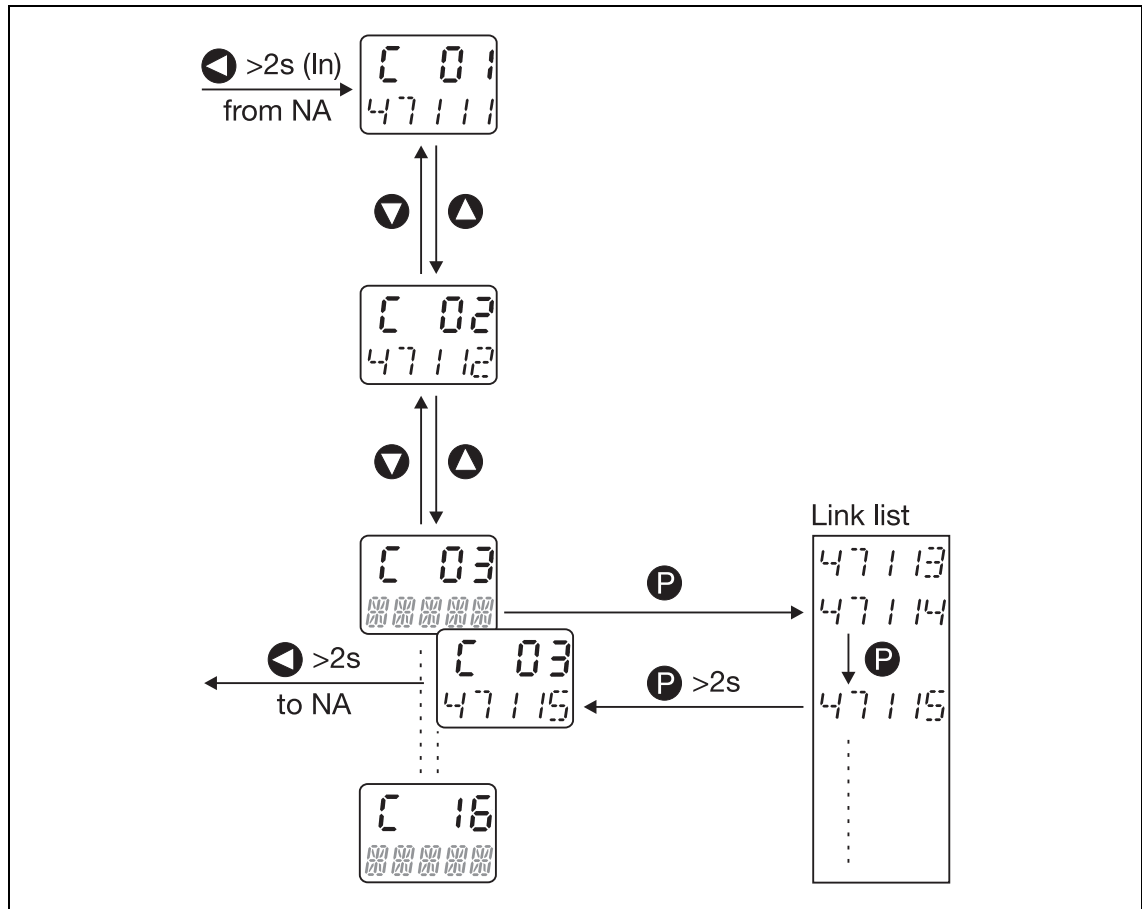 >2s (In)
from NA
C 01
47111
C 02
47112
C 03
P
Link list
47113
47114
P
47115
>2s
to NA
C 03
47115
P >2s
C 16